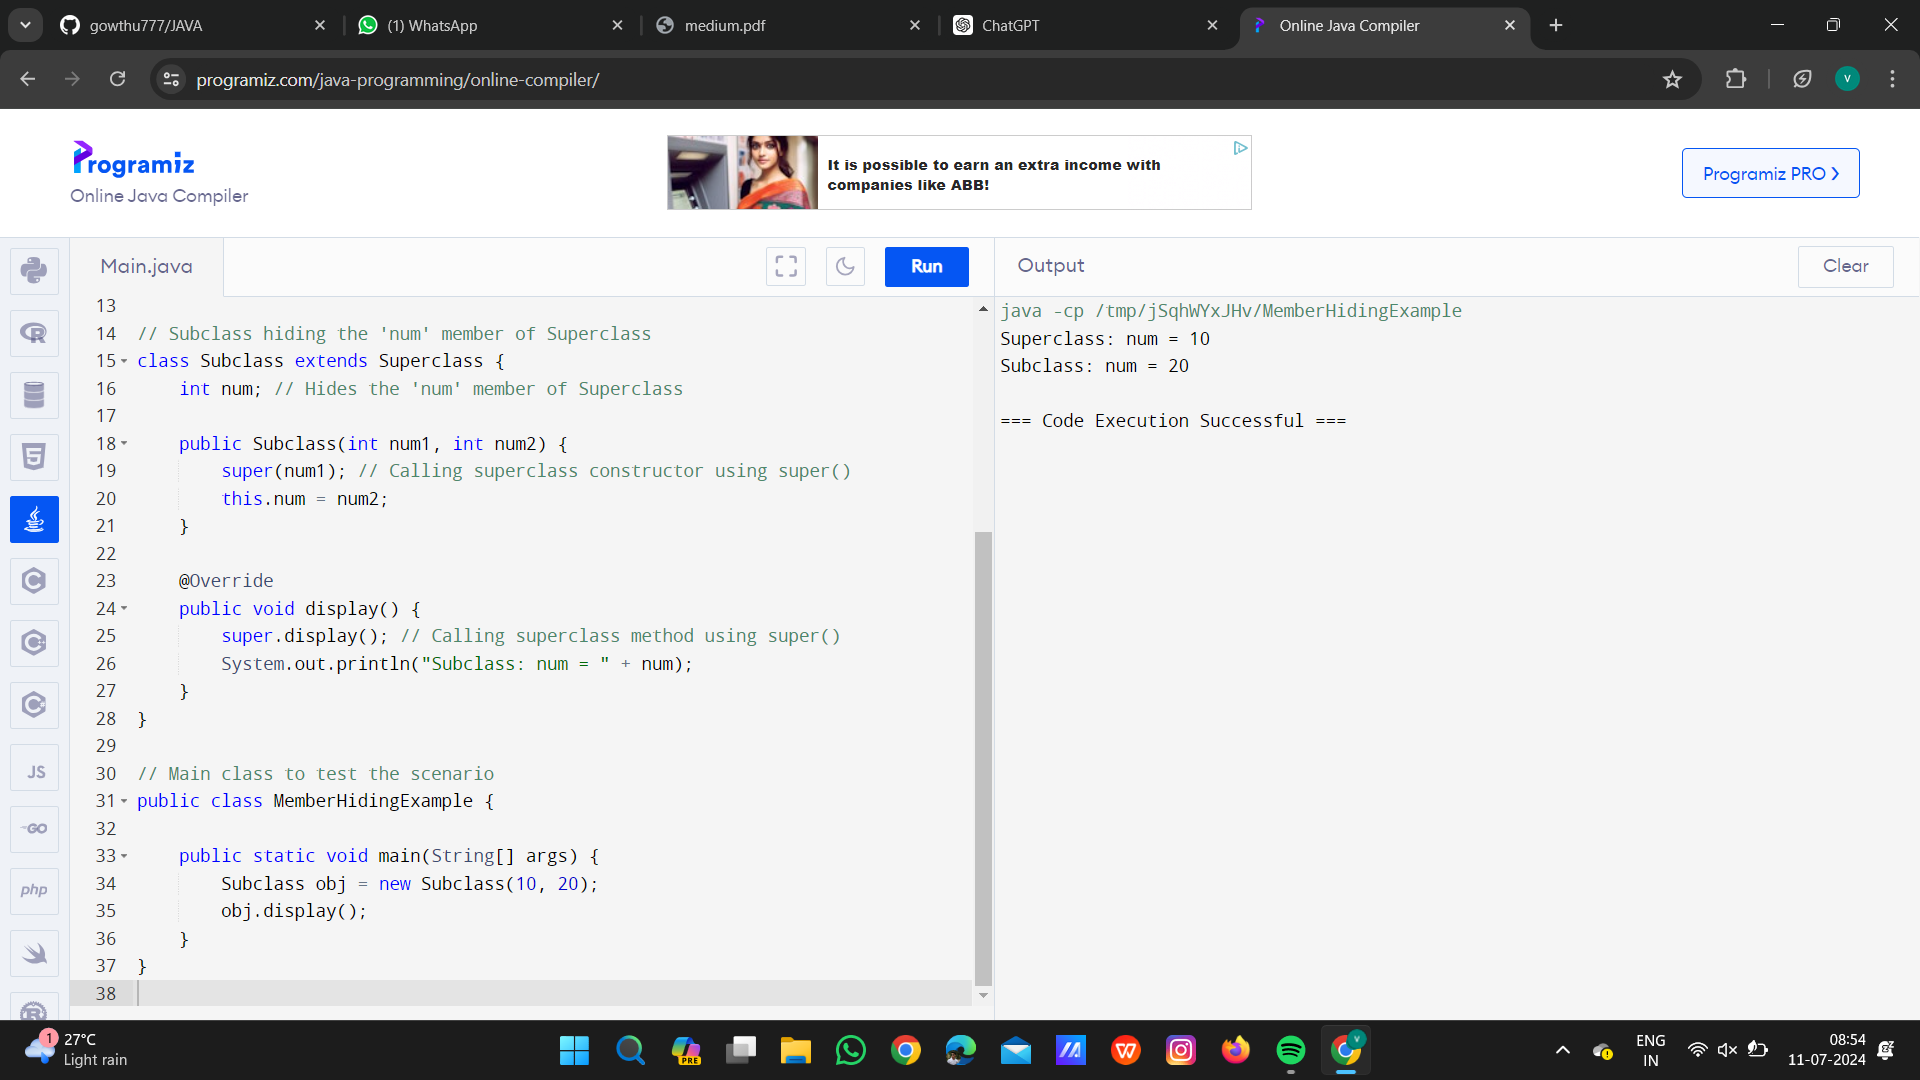 gowthu777/JAVA
(1) WhatsApp
medium.pdf
ChatGPT
Online Java Compiler
programiz.com/java-programming/online-compiler/
V
Programiz
Online Java Compiler
It is possible to earn an extra income with
companies like ABB!
Programiz PRO
Main.java
Run
Output
Clear
13
14 // Subclass hiding the 'num' member of Superclass
15 class Subclass extends Superclass {
16 int num; // Hides the 'num' member of Superclass
17
18 public Subclass(int num1, int num2) {
19 super(num1); // Calling superclass constructor using super()
20 this.num = num2;
21 }
22
23 @Override
24 public void display() {
25 super.display(); // Calling superclass method using super()
26 System.out.println("Subclass: num = " + num);
27 }
28 }
29
30 // Main class to test the scenario
31 public class MemberHidingExample {
32
33 public static void main(String[] args) {
34 Subclass obj = new Subclass(10, 20);
35 obj.display();
36 }
37 }
38
java -cp /tmp/jSqhWYxJHv/MemberHidingExample
Superclass: num = 10
Subclass: num = 20
=== Code Execution Successful ===
JS
GO
php
1
27°C
Light rain
PRE
ENG
IN
08:54
11-07-2024